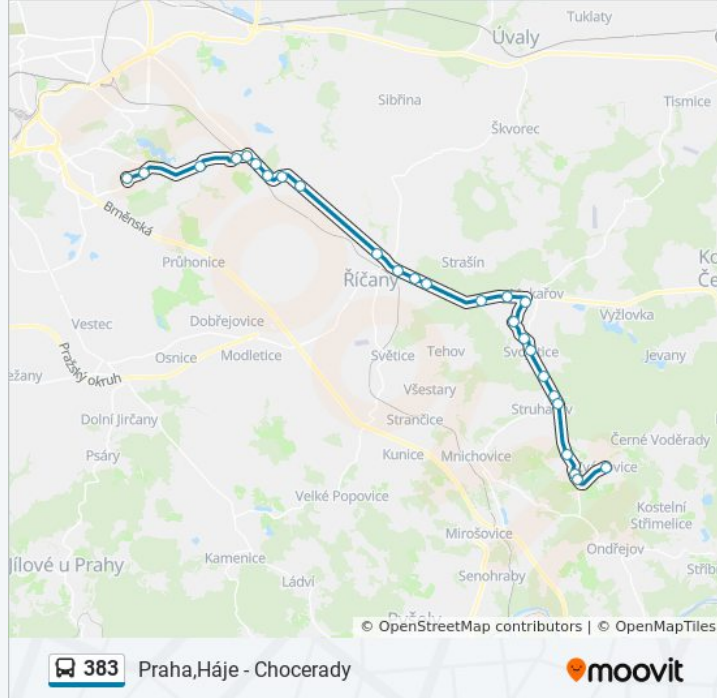 Tuklaty
Úvaly
Sibřina
Tismice
Škvorec
Brněnská
Průhonice
Strašín
Říčany
Vyžlovka
Dobřejovice
Vestec
Pražský okruh
Osnice
Modletice
Světice
Tehov
Jevany
Všestary
Dolní Jirčany
Strančice
Černé Voděrady
Psáry
Kunice
Mnichovice
Velké Popovice
Kostelní
Střimelice
Mirošovice
Ondřejov
Jílové u Prahy
Kamenice
Senohraby
Ládví
© OpenStreetMap contributors | © OpenMapTiles
383 Praha,Háje - Chocerady
moovit